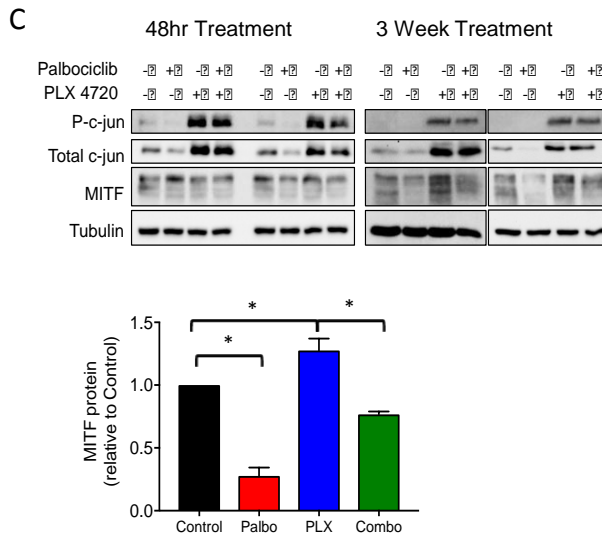 C
48hr Treatment 3 Week Treatment
Palbociclib - + - + - + - + - + - + - + - +
PLX 4720 - - + + - - + + - - + + - - + +
P-c-jun
Total c-jun
MITF
Tubulin
* *
*
1.5
1.0
0.5
0.0
MITF protein
(relative to Control)
Control Palbo PLX Combo